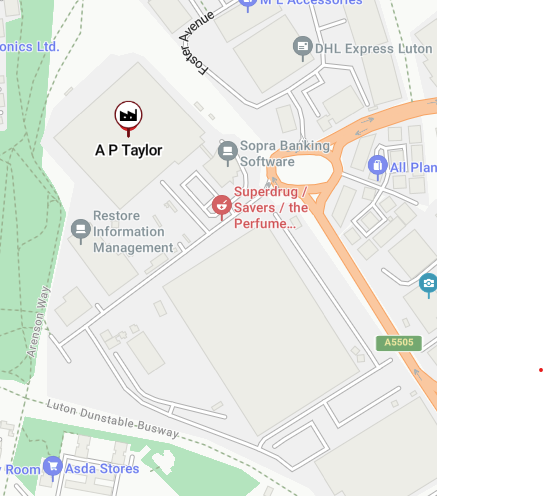 M L Accessories
Foster Avenue
onics Ltd.
DHL Express Luton
A P Taylor
Sopra Banking
Software
All Plan
Superdrug /
Savers / the
Perfume...
Restore
Information
Management
Arenson Way
A5505
Luton Dunstable-Busway
Room
Asda Stores